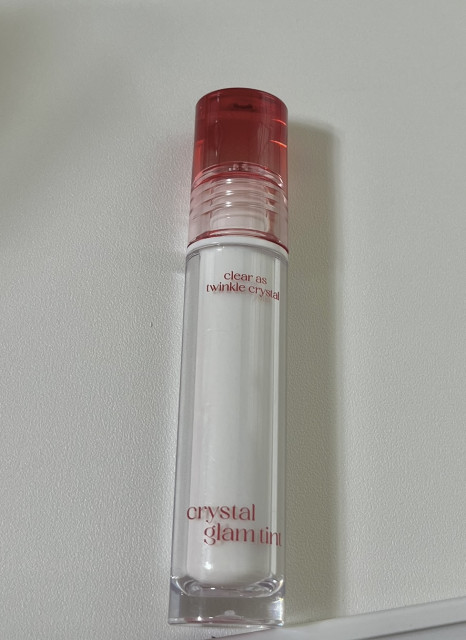 clear as
twinkle crystal
crystal
glam tint